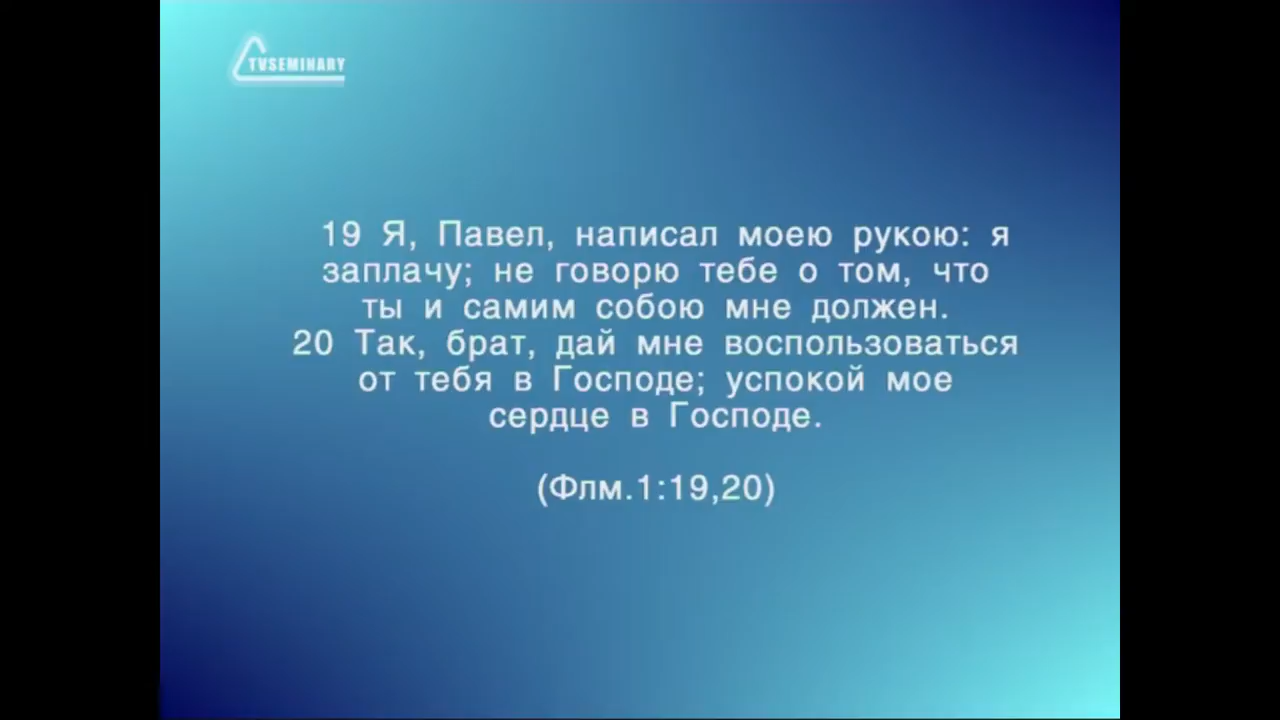 TVSEMINARY
19 Я, Павел, написал моею рукою: я
заплачу; не говорю тебе о том, что
ты и самим собою мне должен.
20 Так, брат, дай мне воспользоваться
от тебя в Господе; успокой мое
сердце в Господе.
(Флм.1:19,20)